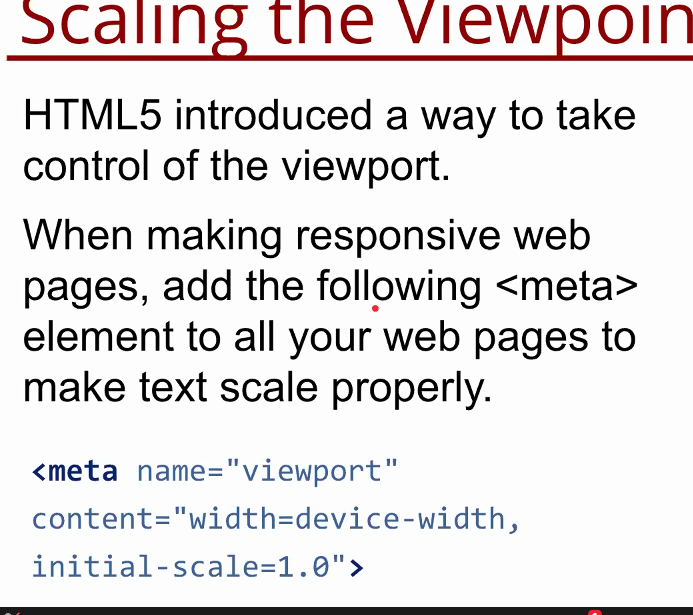 Scaling the Viewpoin
HTML5 introduced a way to take
control of the viewport.
When making responsive web
pages, add the following <meta>
element to all your web pages to
make text scale properly.
<meta name="viewport"
content="width=device-width,
initial-scale=1.0">